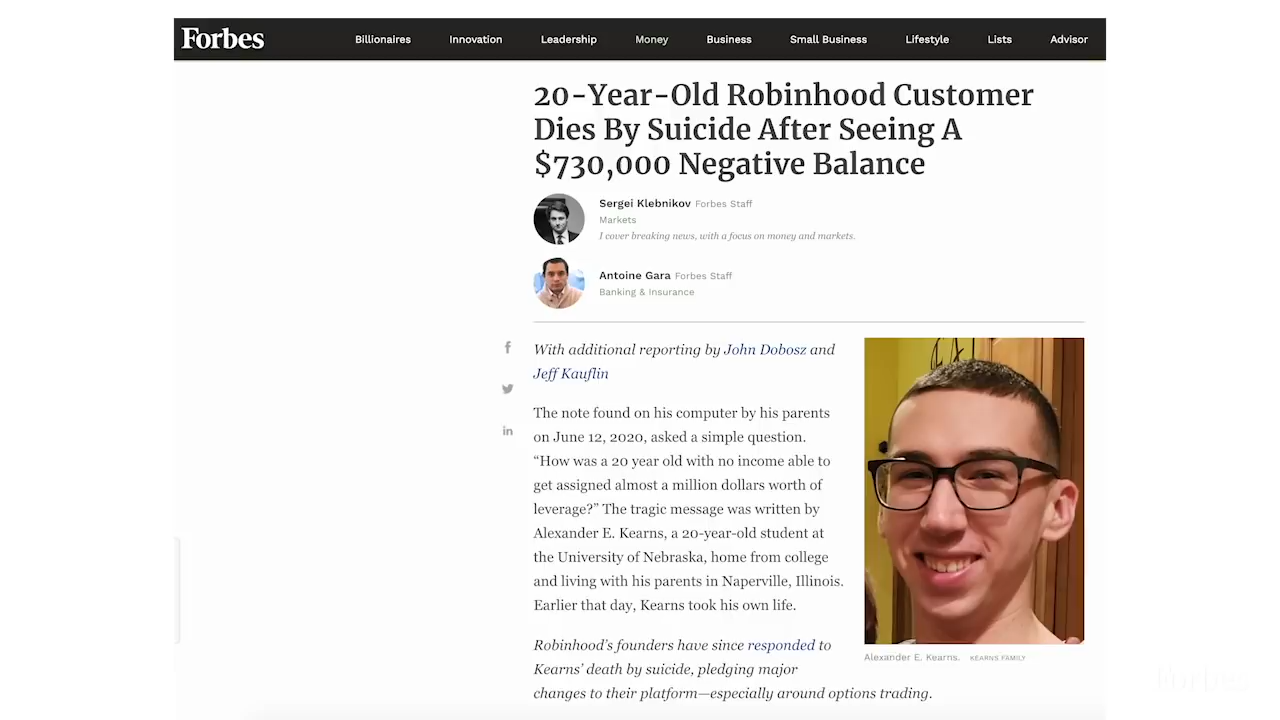 Forbes
Billionaires Innovation Leadership Money Business Small Business Lifestyle Lists Advisor
20-Year-Old Robinhood Customer
Dies By Suicide After Seeing A
$730,000 Negative Balance
Sergei Klebnikov Forbes Staff
Markets
I cover breaking news, with a focus on money and markets.
Antoine Gara Forbes Staff
Banking & Insurance
With additional reporting by John Dobosz and
Jeff Kauflin
The note found on his computer by his parents
on June 12, 2020, asked a simple question.
“How was a 20 year old with no income able to
get assigned almost a million dollars worth of
leverage?” The tragic message was written by
Alexander E. Kearns, a 20-year-old student at
the University of Nebraska, home from college
and living with his parents in Naperville, Illinois.
Earlier that day, Kearns took his own life.
Alexander E. Kearns. KEARNS FAMILY
Robinhood's founders have since responded to
Kearns’ death by suicide, pledging major
changes to their platform—especially around options trading.
Forbes